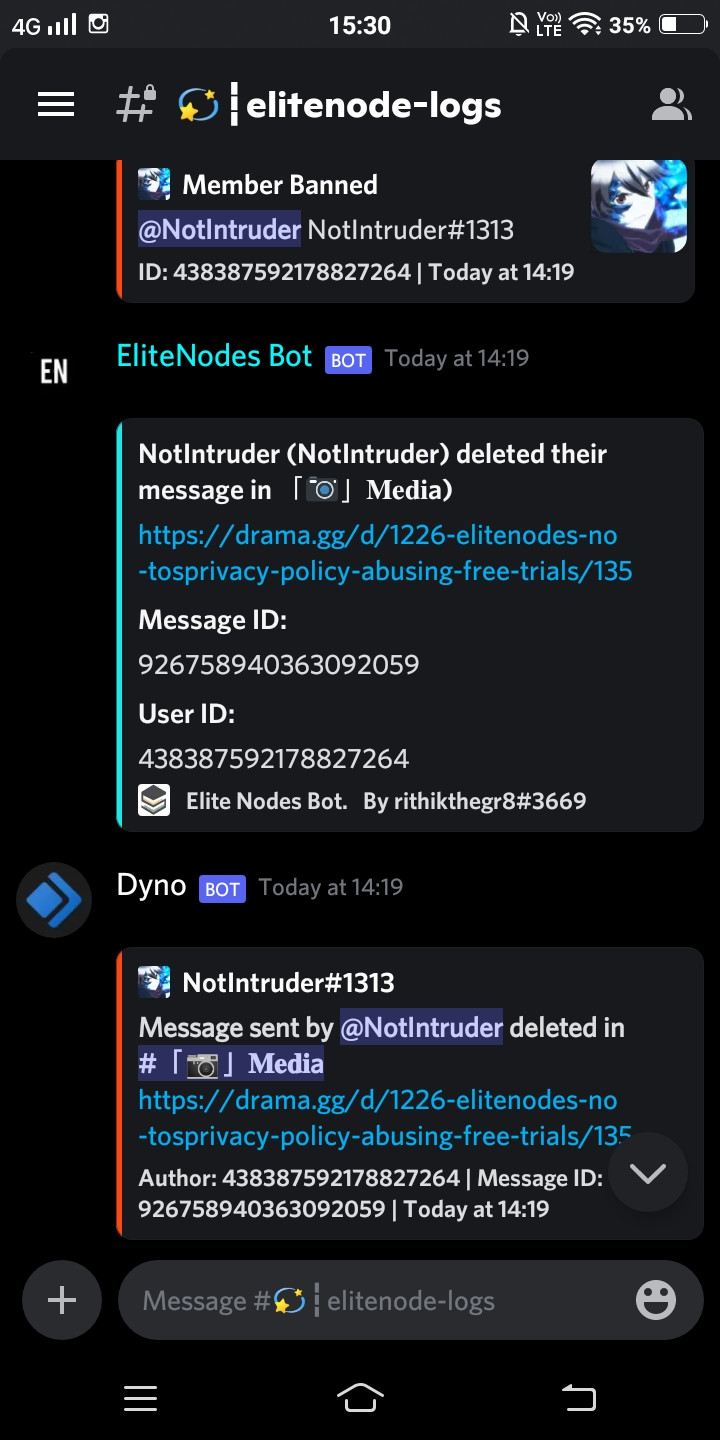 4G 15:30 Vo) LTE 35%
# 💫┇elitenode-logs
Member Banned
@NotIntruder NotIntruder#1313
ID: 438387592178827264 | Today at 14:19
EN
EliteNodes Bot BOT Today at 14:19
NotIntruder (NotIntruder) deleted their
message in 「📷」 𝐌𝐞𝐝𝐢𝐚)
https://drama.gg/d/1226-elitenodes-no
-tosprivacy-policy-abusing-free-trials/135
Message ID:
926758940363092059
User ID:
438387592178827264
Elite Nodes Bot. By rithikthegr8#3669
Dyno BOT Today at 14:19
NotIntruder#1313
Message sent by @NotIntruder deleted in
#「📷」𝐌𝐞𝐝𝐢𝐚
https://drama.gg/d/1226-elitenodes-no
-tosprivacy-policy-abusing-free-trials/135
Author: 438387592178827264 | Message ID:
926758940363092059 | Today at 14:19
Message #💫┇elitenode-logs